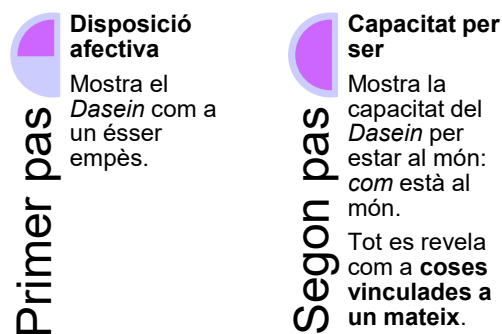 Primer pas
Disposició
afectiva
Mostra el
Dasein com a
un ésser
empès.
Segon pas
Capacitat per
ser
Mostra la
capacitat del
Dasein per
estar al món:
com està al
món.
Tot es revela
com a coses
vinculades a
un mateix.